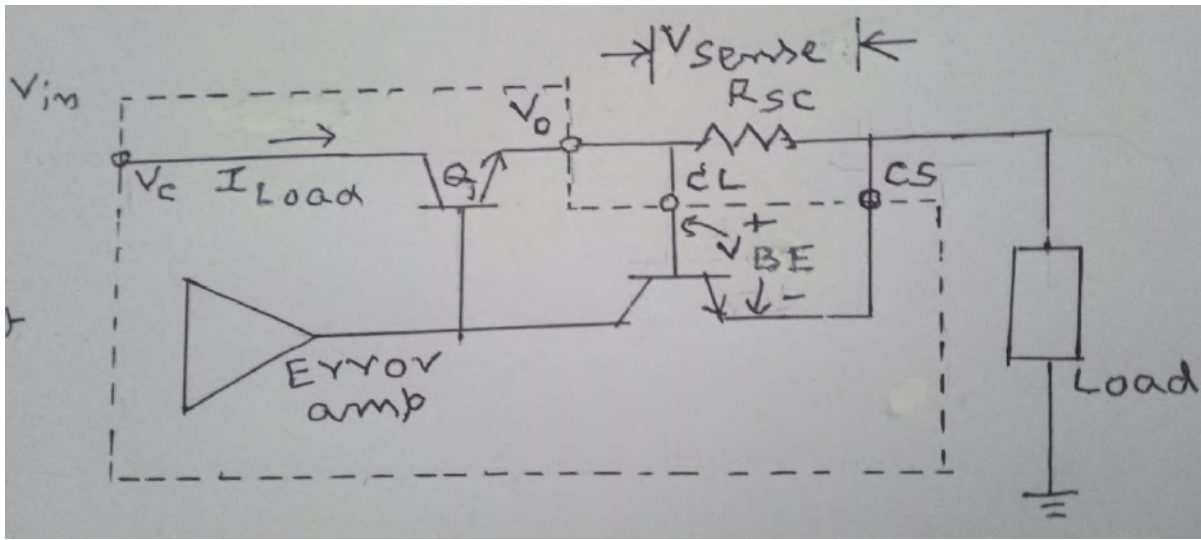 Vsense
Vin
RSC
Vo
Vc
ILoad
Q1
CL
CS
+
VBE
-
Error
amp
Load